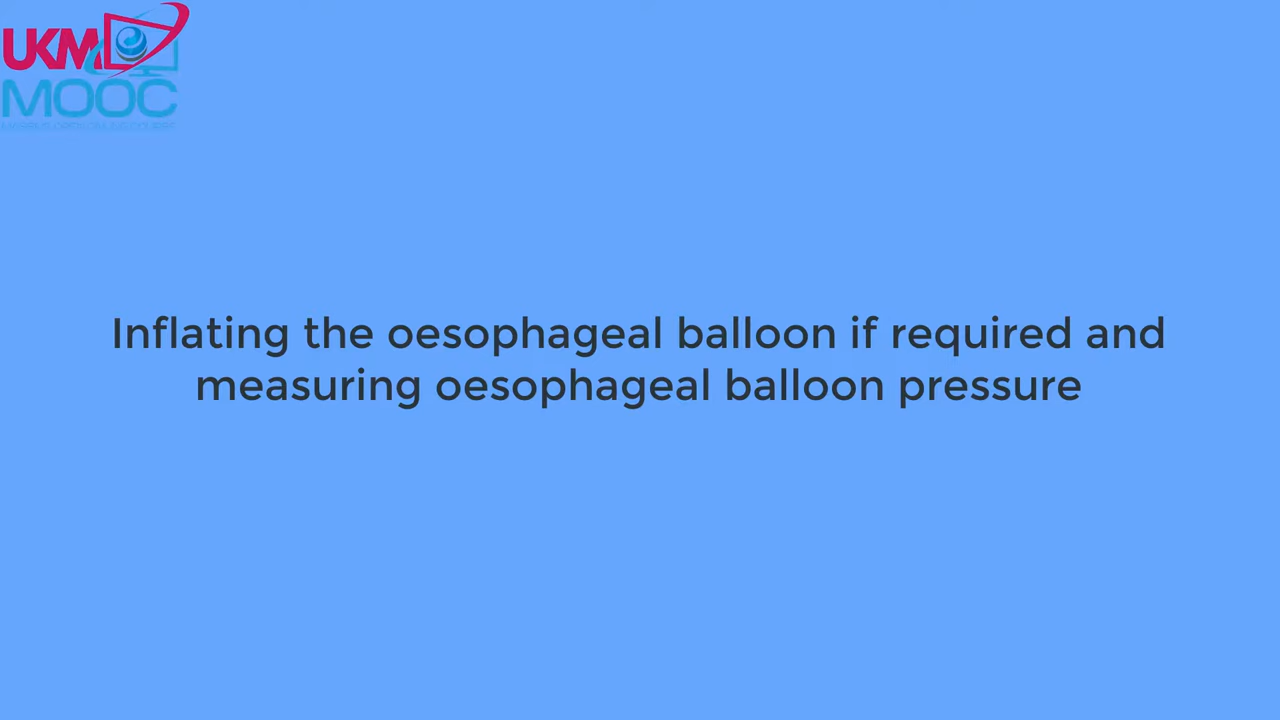 UKM
MOOC
Inflating the oesophageal balloon if required and
measuring oesophageal balloon pressure